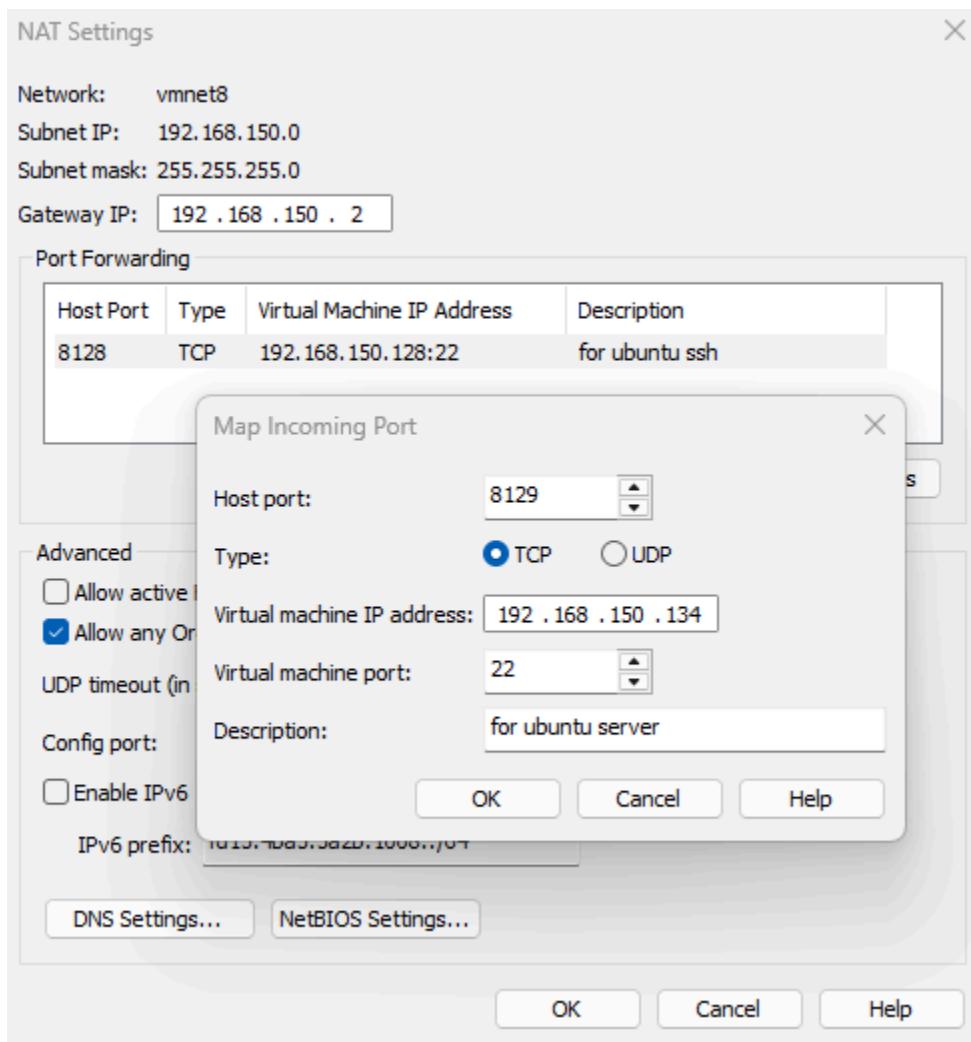 NAT Settings
Network: vmnet8
Subnet IP: 192.168.150.0
Subnet mask: 255.255.255.0
Gateway IP: 192 . 168 . 150 . 2
Port Forwarding
Host Port Type Virtual Machine IP Address Description
8128 TCP 192.168.150.128:22 for ubuntu ssh
Map Incoming Port
Host port: 8129
Type: TCP UDP
Virtual machine IP address: 192 . 168 . 150 . 134
Virtual machine port: 22
Description: for ubuntu server
OK Cancel Help
s
Advanced
Allow active
Allow any
UDP timeout (in
Config port:
Enable IPv6
IPv6 prefix:
DNS Settings... NetBIOS Settings...
OK Cancel Help